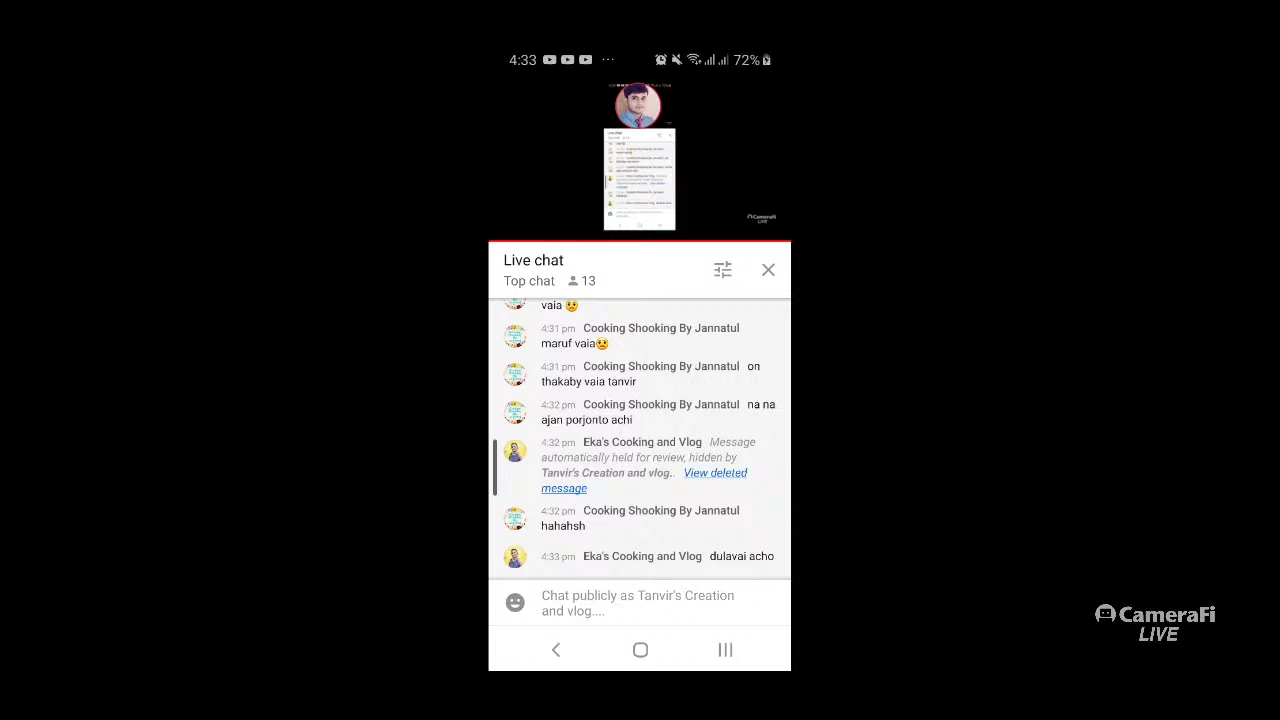 4:33 ... 72%
CameraFi
LIVE
Live chat
Top chat 13
vaia 😟
4:31 pm Cooking Shooking By Jannatul
maruf vaia😟
4:31 pm Cooking Shooking By Jannatul on
thakaby vaia tanvir
4:32 pm Cooking Shooking By Jannatul na na
ajan porjonto achi
4:32 pm Eka's Cooking and Vlog Message
automatically held for review, hidden by
Tanvir's Creation and vlog.. View deleted
message
4:32 pm Cooking Shooking By Jannatul
hahahsh
4:33 pm Eka's Cooking and Vlog dulavai acho
Chat publicly as Tanvir's Creation
and vlog....
CameraFi
LIVE